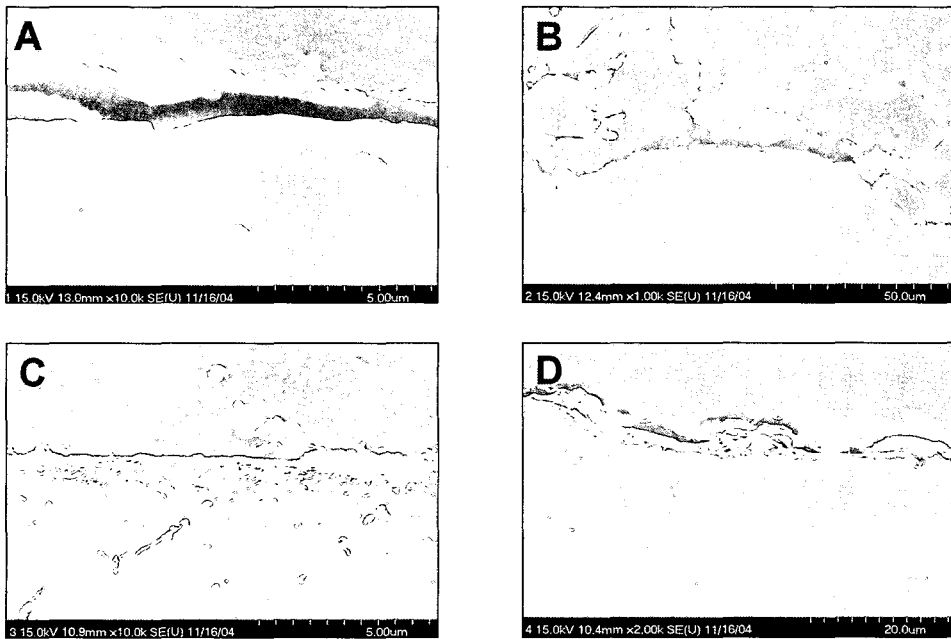 A
1 15.0kV 13.0mm x10.0k SE(U) 11/16/04 5.00um
B
2 15.0kV 12.4mm x1.00k SE(U) 11/16/04 50.0um
C
3 15.0kV 10.9mm x10.0k SE(U) 11/16/04 5.00um
D
4 15.0kV 10.4mm x2.00k SE(U) 11/16/04 20.0um